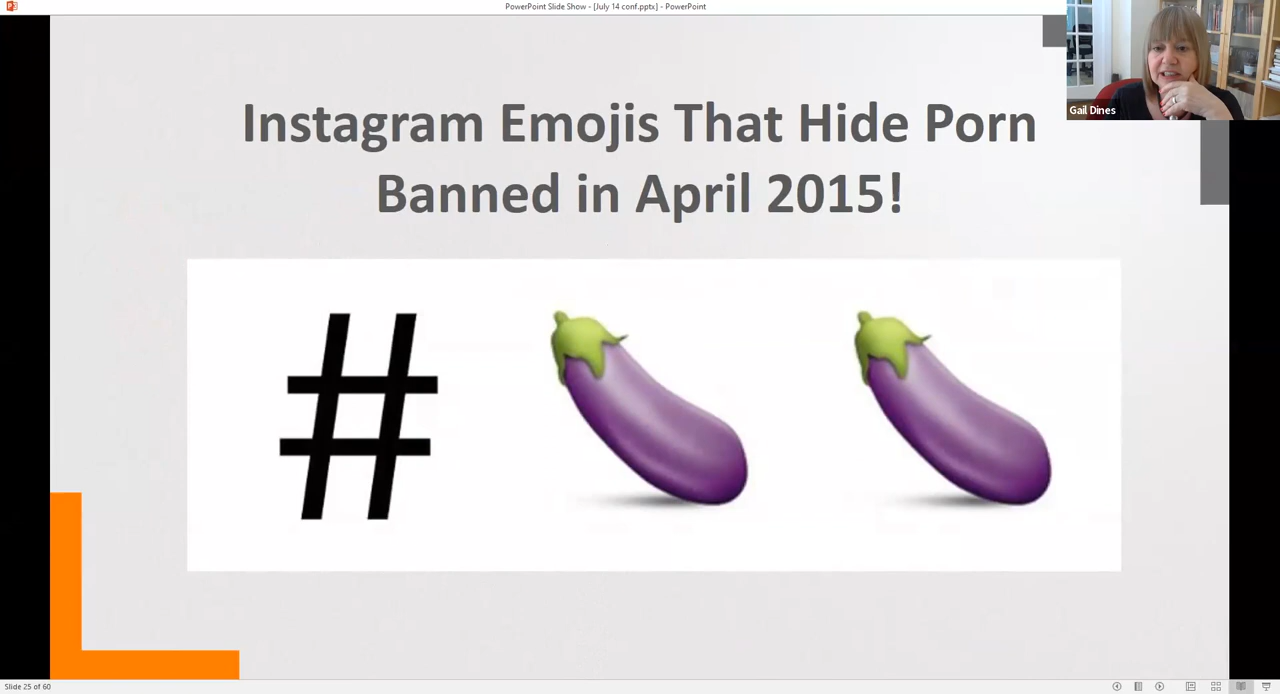 PowerPoint Slide Show - [July 14 conf.pptx] - PowerPoint
Gail Dines
Instagram Emojis That Hide Porn
Banned in April 2015!
#
Slide 25 of 60